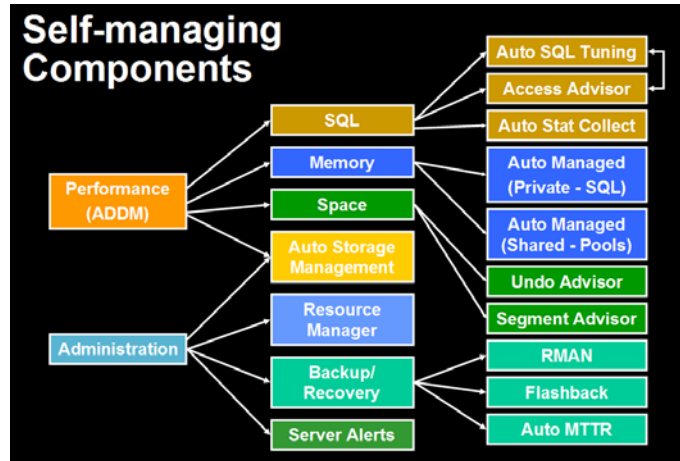 Self-managing
Components
Auto SQL Tuning
Access Advisor
SQL
Auto Stat Collect
Memory
Auto Managed
(Private - SQL)
Performance
(ADDM)
Space
Auto Managed
(Shared - Pools)
Auto Storage
Management
Undo Advisor
Resource
Manager
Segment Advisor
Administration
RMAN
Backup/
Recovery
Flashback
Server Alerts
Auto MTTR